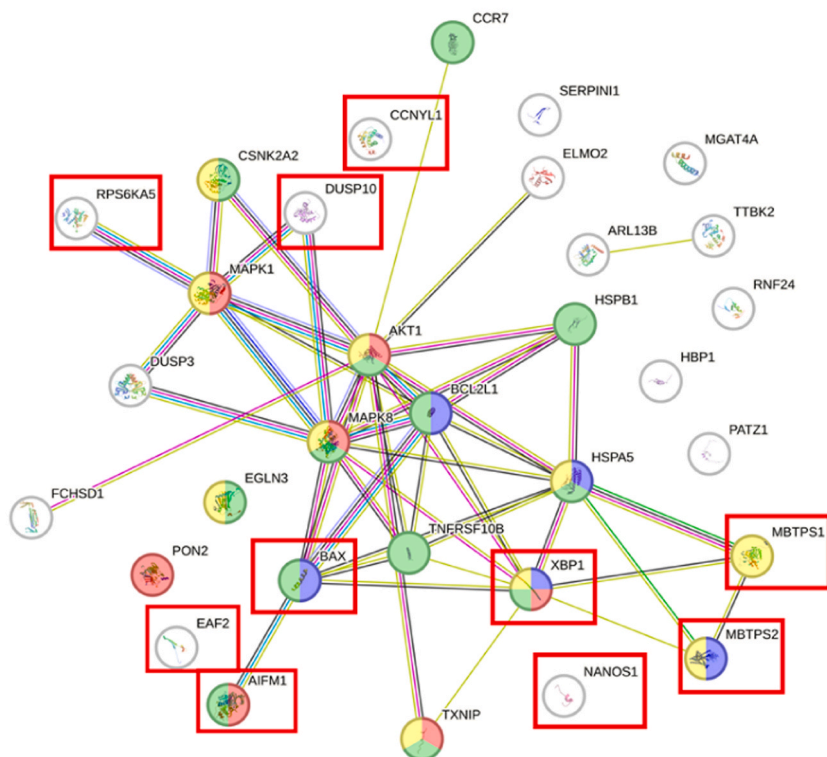 CCR7
SERPINI1
CCNYL1
MGAT4A
CSNK2A2
ELMO2
RPS6KA5
DUSP10
TTBK2
ARL13B
MAPK1
RNF24
HSPB1
AKT1
DUSP3
HBP1
BCL2L1
MAPK8
PATZ1
HSPA5
EGLN3
FCHSD1
TNFRSF10B
MBTPS1
PON2
BAX
XBP1
EAF2
MBTPS2
NANOS1
AIFM1
TXNIP